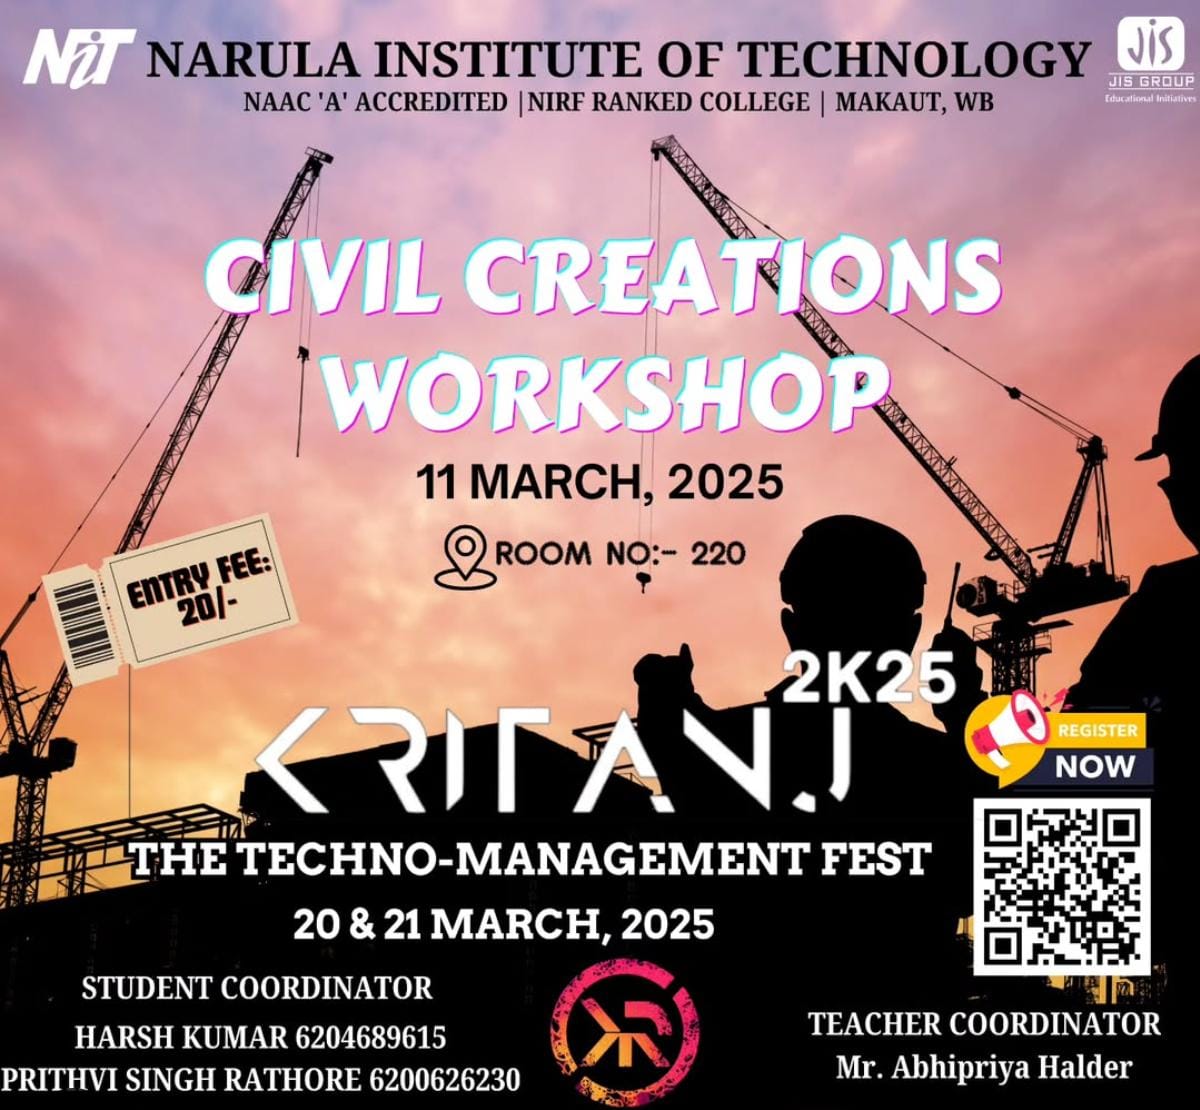 NiT
NARULA INSTITUTE OF TECHNOLOGY
JIS
JIS GROUP
Educational Initiatives
NAAC 'A' ACCREDITED |NIRF RANKED COLLEGE | MAKAUT, WB
CIVIL CREATIONS
WORKSHOP
11 MARCH, 2025
ROOM NO:- 220
ENTRY FEE:
20/-
2K25
KRITANJ
REGISTER
NOW
THE TECHNO-MANAGEMENT FEST
20 & 21 MARCH, 2025
STUDENT COORDINATOR
HARSH KUMAR 6204689615
PRITHVI SINGH RATHORE 6200626230
KR
TEACHER COORDINATOR
Mr. Abhipriya Halder